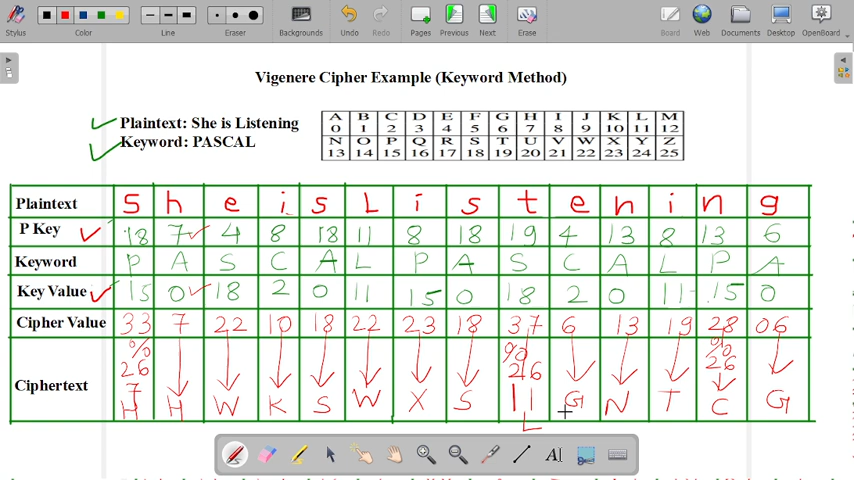 Stylus Color Line Eraser Backgrounds Undo Redo Pages Previous Next Erase Board Web Documents Desktop OpenBoard
Vigenere Cipher Example (Keyword Method)
Plaintext: She is Listening
Keyword: PASCAL
A B C D E F G H I J K L M
0 1 2 3 4 5 6 7 8 9 10 11 12
N O P Q R S T U V W X Y Z
13 14 15 16 17 18 19 20 21 22 23 24 25
Plaintext S h e i s L i s t e n i n g
P Key 18 7 4 8 18 11 8 18 19 4 13 8 13 6
Keyword P A S C A L P A S C A L P A
Key Value 15 0 18 2 0 11 15 0 18 2 0 11 15 0
Cipher Value 33 7 22 10 18 22 23 18 37 6 13 19 28 06
% % %
26 26 26
7 11
Ciphertext H H W K S W X S L G N T C G